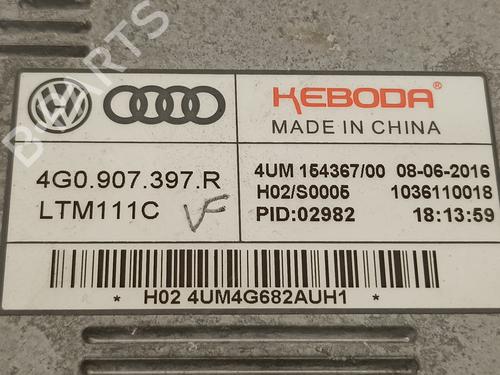 KEBODA®
MADE IN CHINA
4G0.907.397.R
LTM111C
VF
4UM 154367/00 08-06-2016
H02/S0005 1036110018
PID:02982 18:13:59
* H02 4UM4G682AUH1 *
B-PARTS